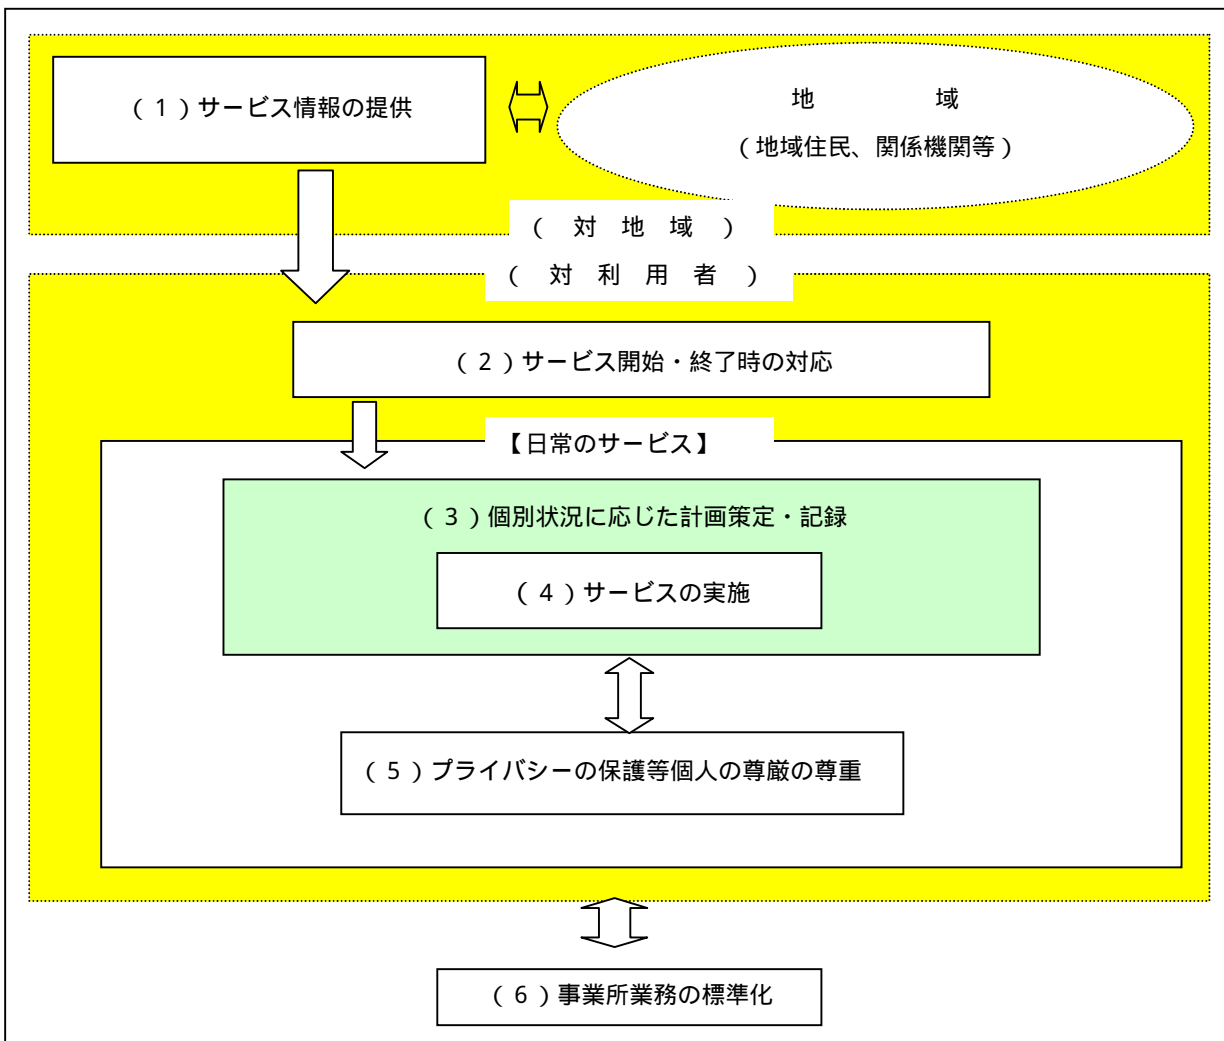 （１）サービス情報の提供
地　域
（地域住民、関係機関等）
（　対　地　域　）
（　対　利　用　者　）
（２）サービス開始・終了時の対応
【日常のサービス】
（３）個別状況に応じた計画策定・記録
（４）サービスの実施
（５）プライバシーの保護等個人の尊厳の尊重
（６）事業所業務の標準化